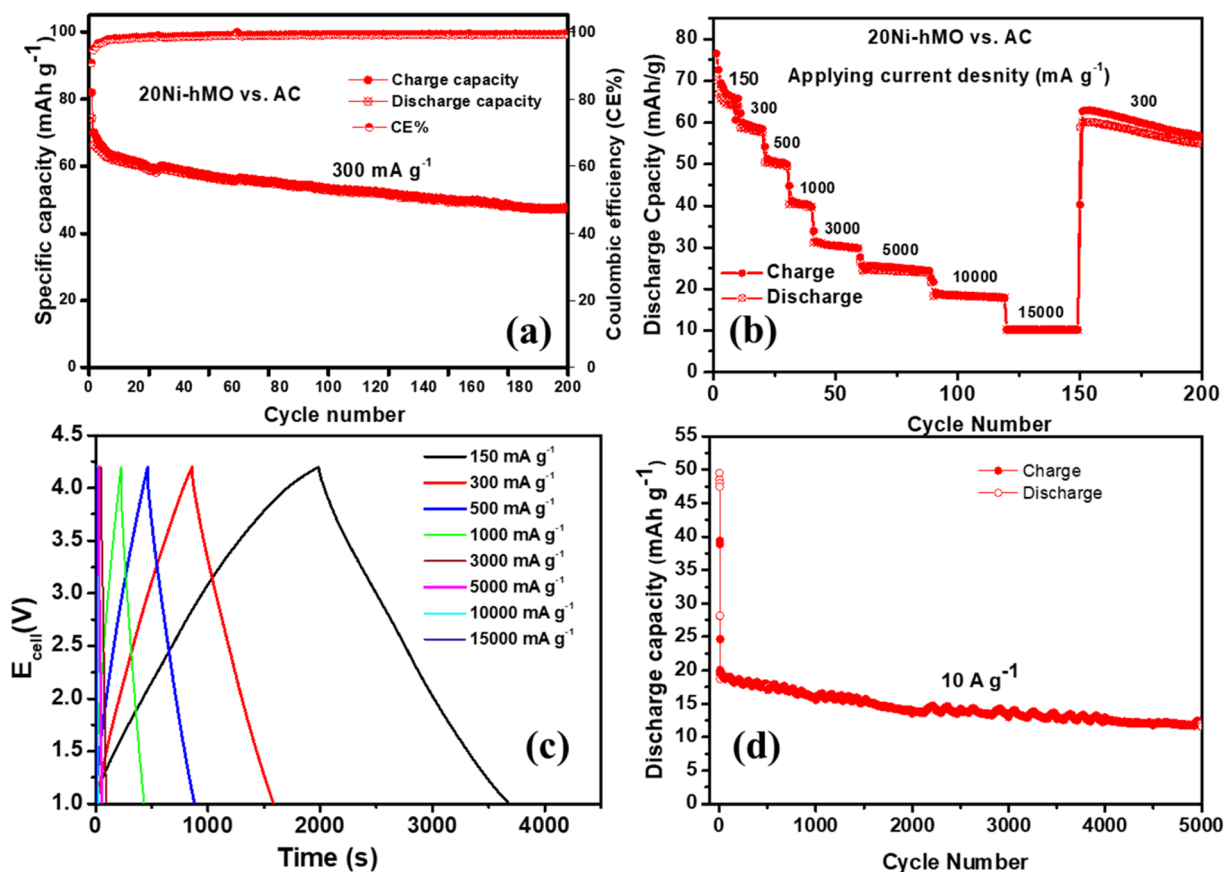 100
80
60
40
20
0
Specific capacity (mAh g⁻¹)
20Ni-hMO vs. AC
Charge capacity
Discharge capacity
CE%
300 mA g⁻¹
(a)
100
80
60
40
20
0
Coulombic efficiency (CE%)
0 20 40 60 80 100 120 140 160 180 200
Cycle number
80
70
60
50
40
30
20
10
0
Discharge Cpacity (mAh/g)
20Ni-hMO vs. AC
Applying current desnity (mA g⁻¹)
150
300
500
1000
3000
5000
10000
15000
300
Charge
Discharge
(b)
0 50 100 150 200
Cycle Number
4.5
4.0
3.5
3.0
2.5
2.0
1.5
1.0
E cell (V)
150 mA g⁻¹
300 mA g⁻¹
500 mA g⁻¹
1000 mA g⁻¹
3000 mA g⁻¹
5000 mA g⁻¹
10000 mA g⁻¹
15000 mA g⁻¹
(c)
0 1000 2000 3000 4000
Time (s)
55
50
45
40
35
30
25
20
15
10
5
0
Discharge capacity (mAh g⁻¹)
Charge
Discharge
10 A g⁻¹
(d)
0 1000 2000 3000 4000 5000
Cycle Number